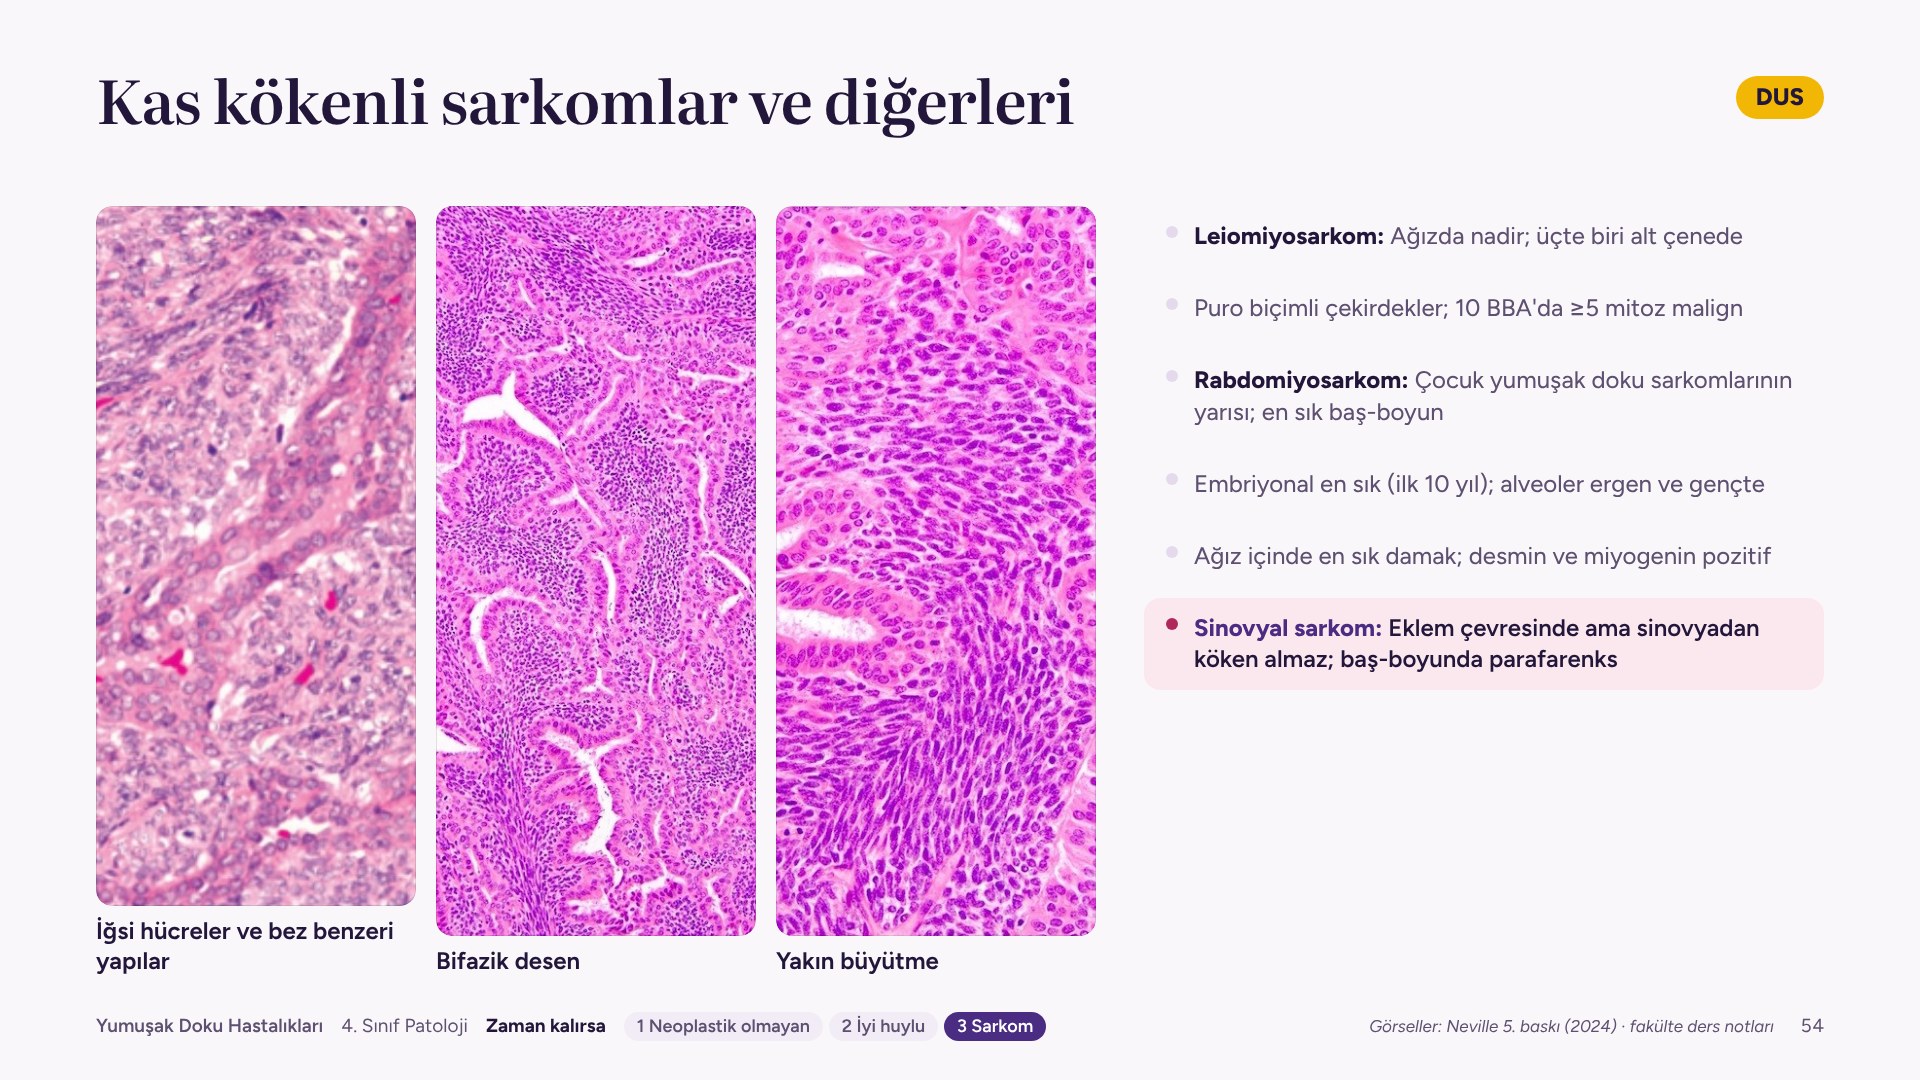 Kas kökenli sarkomlar ve diğerleri
DUS
İğsi hücreler ve bez benzeri
yapılar
Bifazik desen
Yakın büyütme
Leiomiyosarkom: Ağızda nadir; üçte biri alt çenede
Puro biçimli çekirdekler; 10 BBA'da ≥5 mitoz malign
Rabdomiyosarkom: Çocuk yumuşak doku sarkomlarının
yarısı; en sık baş-boyun
Embriyonal en sık (ilk 10 yıl); alveoler ergen ve gençte
Ağız içinde en sık damak; desmin ve miyogenin pozitif
Sinovyal sarkom: Eklem çevresinde ama sinovyadan
köken almaz; baş-boyunda parafarenks
Yumuşak Doku Hastalıkları 4. Sınıf Patoloji Zaman kalırsa 1 Neoplastik olmayan 2 İyi huylu 3 Sarkom
Görseller: Neville 5. baskı (2024) · fakülte ders notları 54